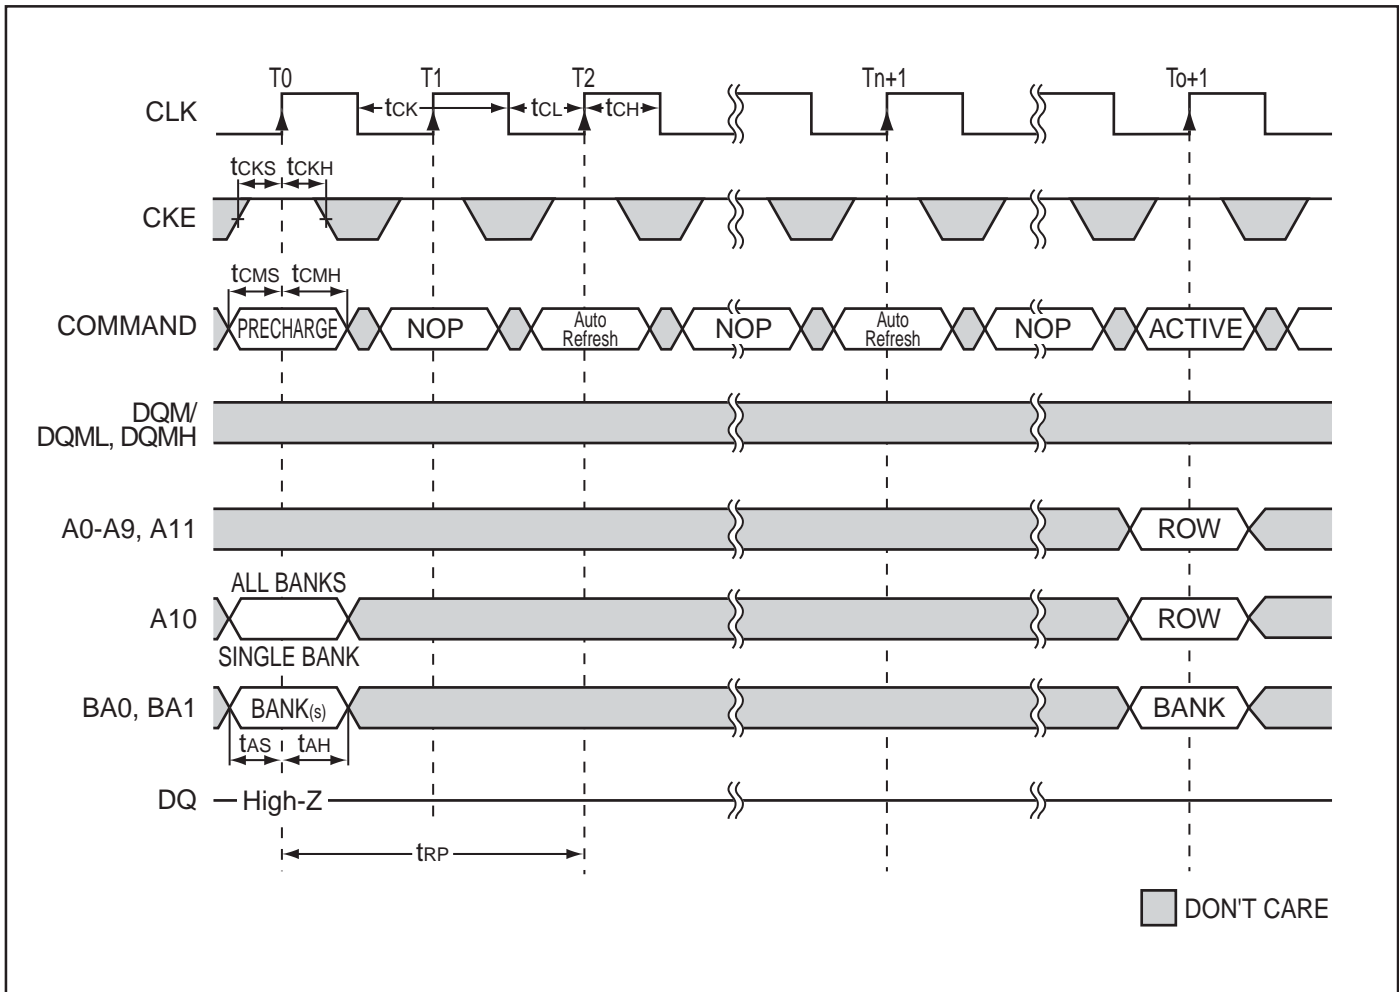 T0 T1 T2 Tn+1 To+1
CLK tCK tCL tCH
tCKS tCKH
CKE
tCMS tCMH
COMMAND PRECHARGE NOP Auto Refresh NOP Auto Refresh NOP ACTIVE
DQM/
DQML, DQMH
A0-A9, A11 ROW
ALL BANKS
A10 ROW
SINGLE BANK
BA0, BA1 BANK(s) BANK
tAS tAH
DQ High-Z
tRP
DON'T CARE